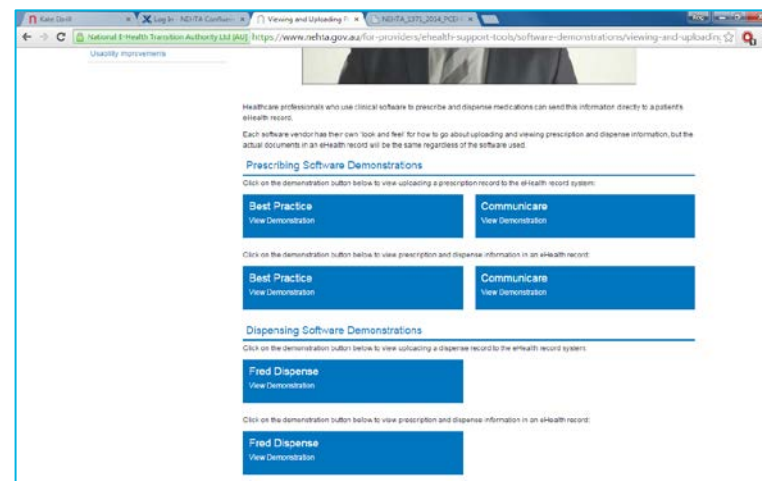 Kate Do
Log In - NEHTA Conflu
Viewing and Uploading P
NEHTA_1371_2014_PCEH
National E-Health Transition Authority Ltd [AU] https://www.nehta.gov.au/for-providers/ehealth-support-tools/software-demonstrations/viewing-and-uploading
Usability improvements
Healthcare professionals who use clinical software to prescribe and dispense medications can send this information directly to a patient's
eHealth record.
Each software vendor has their own 'look and feel' for how to go about uploading and viewing prescription and dispense information, but the
actual documents in an eHealth record will be the same regardless of the software used.
Prescribing Software Demonstrations
Click on the demonstration button below to view uploading a prescription record to the eHealth record system:
Best Practice Communicare
View Demonstration View Demonstration
Click on the demonstration button below to view prescription and dispense information in an eHealth record:
Best Practice Communicare
View Demonstration View Demonstration
Dispensing Software Demonstrations
Click on the demonstration button below to view uploading a dispense record to the eHealth record system:
Fred Dispense
View Demonstration
Click on the demonstration button below to view prescription and dispense information in an eHealth record:
Fred Dispense
View Demonstration